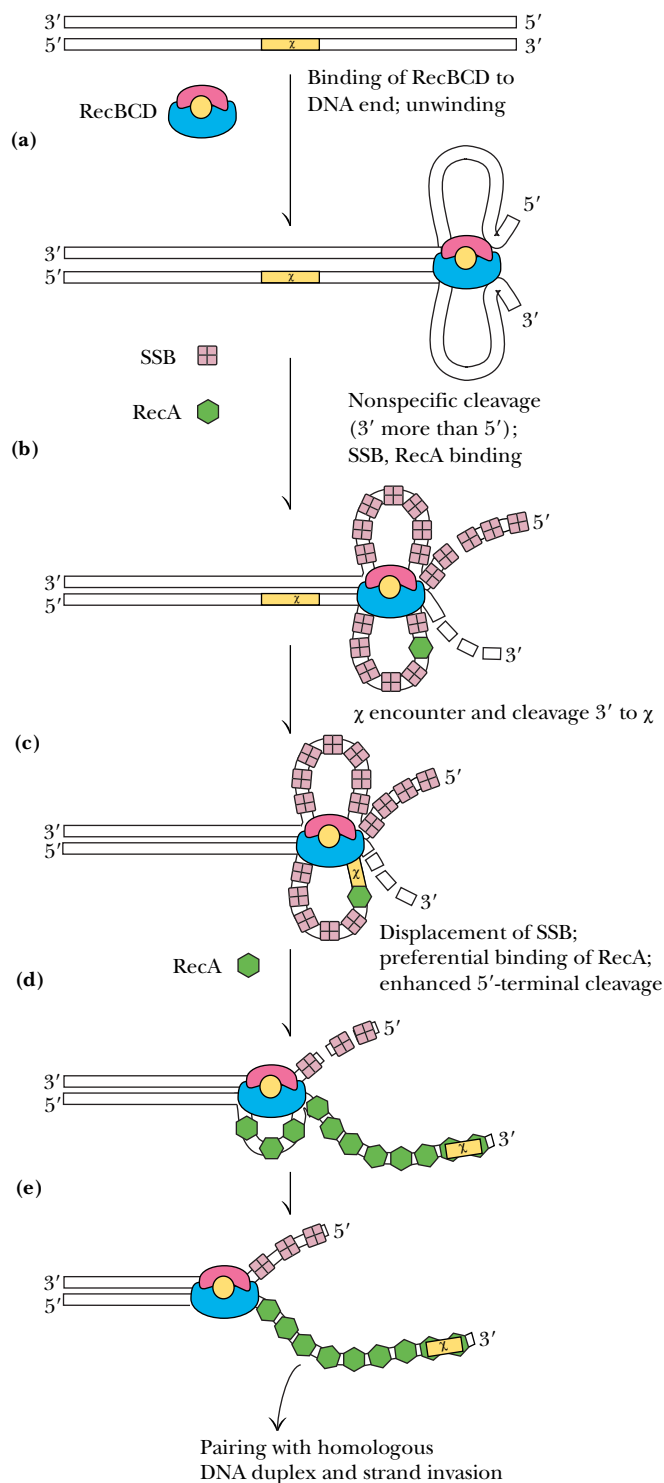 3′ 5′
5′ χ 3′
Binding of RecBCD to
DNA end; unwinding
RecBCD
(a)
5′
3′
5′ χ
3′
SSB
RecA
Nonspecific cleavage
(3′ more than 5′);
SSB, RecA binding
(b)
5′
3′
5′ χ
3′
χ encounter and cleavage 3′ to χ
(c)
5′
3′
5′
χ
3′
Displacement of SSB;
preferential binding of RecA;
enhanced 5′-terminal cleavage
RecA
(d)
5′
3′
5′
χ 3′
(e)
5′
3′
5′
χ 3′
Pairing with homologous
DNA duplex and strand invasion